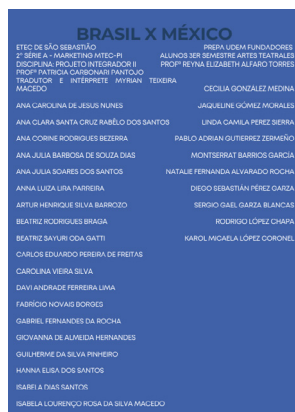 BRASIL X MÉXICO
ETEC DE SÃO SEBASTIÃO
2ª SÉRIE A - MARKETING MTEC-PI
DISCIPLINA: PROJETO INTEGRADOR II
PROFª PATRICIA CARBONARI PANTOJO
TRADUTOR E INTÉRPRETE MYRIAN TEIXEIRA
MACEDO
ANA CAROLINA DE JESUS NUNES
ANA CLARA SANTA CRUZ RABÊLO DOS SANTOS
ANA CORINE RODRIGUES BEZERRA
ANA JULIA BARBOSA DE SOUZA DIAS
ANA JULIA SOARES DOS SANTOS
ANNA LUIZA LIRA PARREIRA
ARTUR HENRIQUE SILVA BARROZO
BEATRIZ RODRIGUES BRAGA
BEATRIZ SAYURI ODA GATTI
CARLOS EDUARDO PEREIRA DE FREITAS
CAROLINA VIEIRA SILVA
DAVI ANDRADE FERREIRA LIMA
FABRÍCIO NOVAIS BORGES
GABRIEL FERNANDES DA ROCHA
GIOVANNA DE ALMEIDA HERNANDES
GUILHERME DA SILVA PINHEIRO
HANNA ELISA DOS SANTOS
ISABELA DIAS SANTOS
ISABELA LOURENÇO ROSA DA SILVA MACEDO
PREPA UDEM FUNDADORES
ALUNOS 3ER SEMESTRE ARTES TEATRALES
PROFª REYNA ELIZABETH ALFARO TORRES
CECILIA GONZÁLEZ MEDINA
JAQUELINE GÓMEZ MORALES
LINDA CAMILA PEREZ SIERRA
PABLO ADRIAN GUTIERREZ ZERMEÑO
MONTSERRAT BARRIOS GARCÍA
NATALIE FERNANDA ALVARADO ROCHA
DIEGO SEBASTIÁN PÉREZ GARZA
SERGIO GAEL GARZA BLANCAS
RODRIGO LÓPEZ CHAPA
KAROL MICAELA LÓPEZ CORONEL